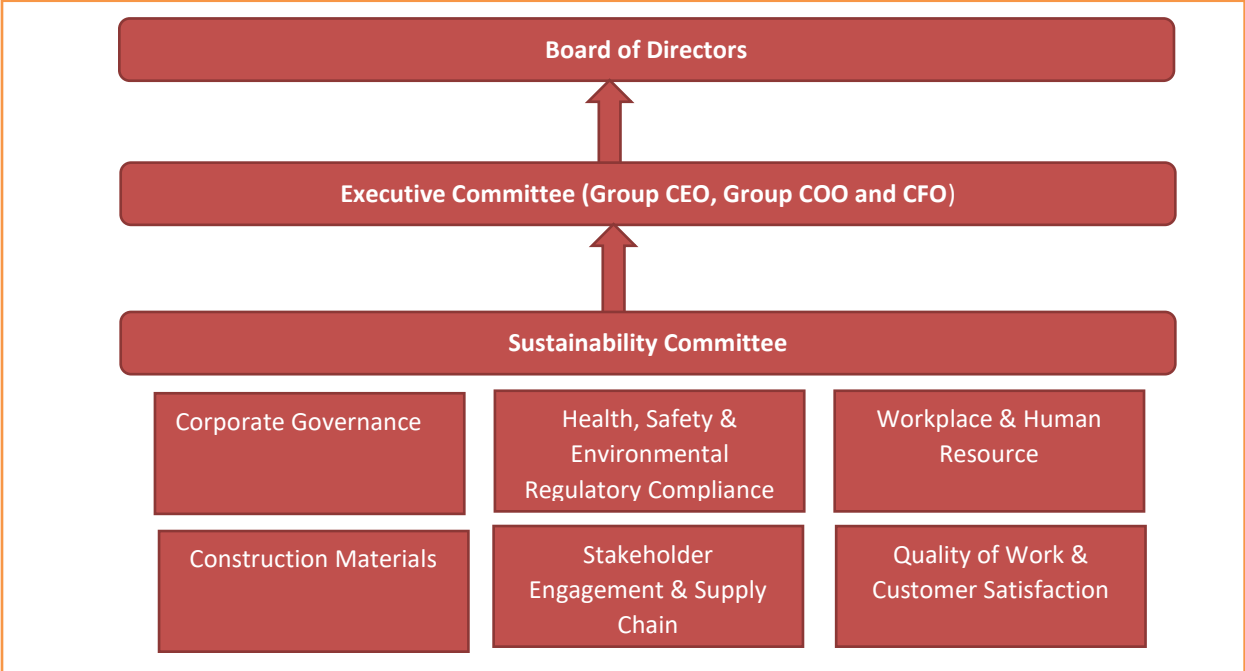 Board of Directors
Executive Committee (Group CEO, Group COO and CFO)
Sustainability Committee
Corporate Governance
Health, Safety &
Environmental
Regulatory Compliance
Workplace & Human
Resource
Construction Materials
Stakeholder
Engagement & Supply
Chain
Quality of Work &
Customer Satisfaction